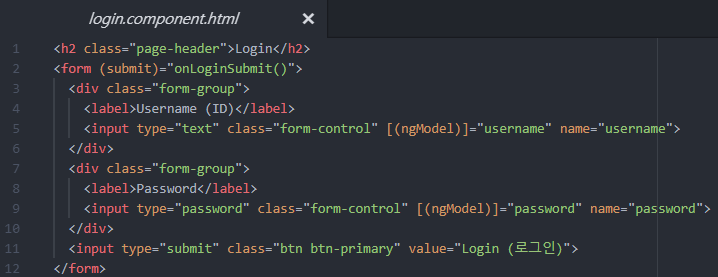 login.component.html
1 <h2 class="page-header">Login</h2>
2 <form (submit)="onLoginSubmit()">
3 <div class="form-group">
4 <label>Username (ID)</label>
5 <input type="text" class="form-control" [(ngModel)]="username" name="username">
6 </div>
7 <div class="form-group">
8 <label>Password</label>
9 <input type="password" class="form-control" [(ngModel)]="password" name="password">
10 </div>
11 <input type="submit" class="btn btn-primary" value="Login (로그인)">
12 </form>